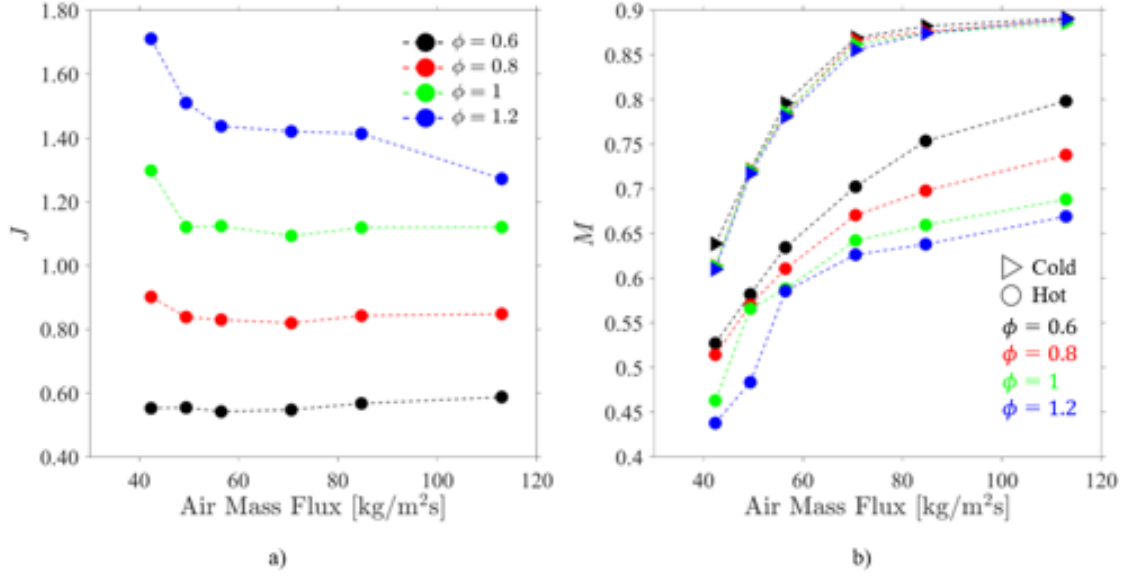 1.80
1.60
1.40
1.20
1.00
0.80
0.60
0.40
J
40 60 80 100 120
Air Mass Flux [kg/m²s]
ϕ = 0.6
ϕ = 0.8
ϕ = 1
ϕ = 1.2
a)
0.9
0.85
0.8
0.75
0.7
0.65
0.6
0.55
0.5
0.45
0.4
M
40 60 80 100 120
Air Mass Flux [kg/m²s]
Cold
Hot
ϕ = 0.6
ϕ = 0.8
ϕ = 1
ϕ = 1.2
b)